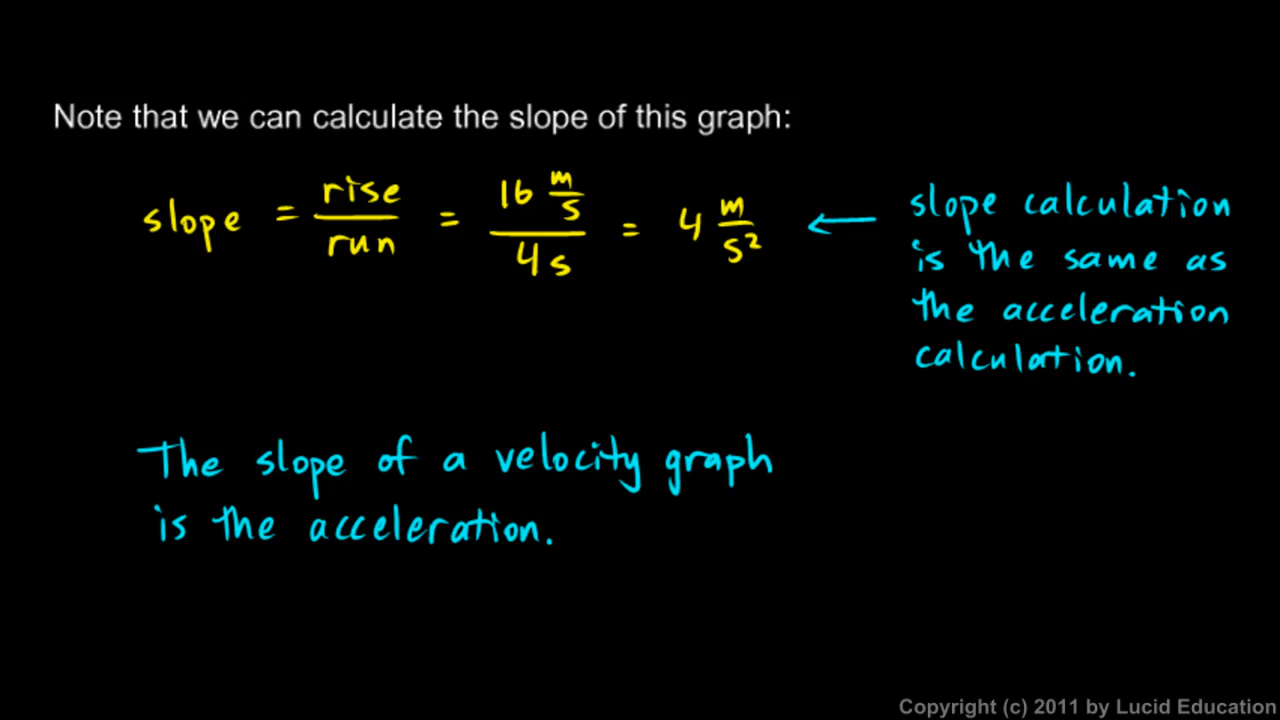 Note that we can calculate the slope of this graph:
slope = rise/run = 16 m/s / 4 s = 4 m/s²
← slope calculation
is the same as
the acceleration
calculation.
The slope of a velocity graph
is the acceleration.
Copyright (c) 2011 by Lucid Education